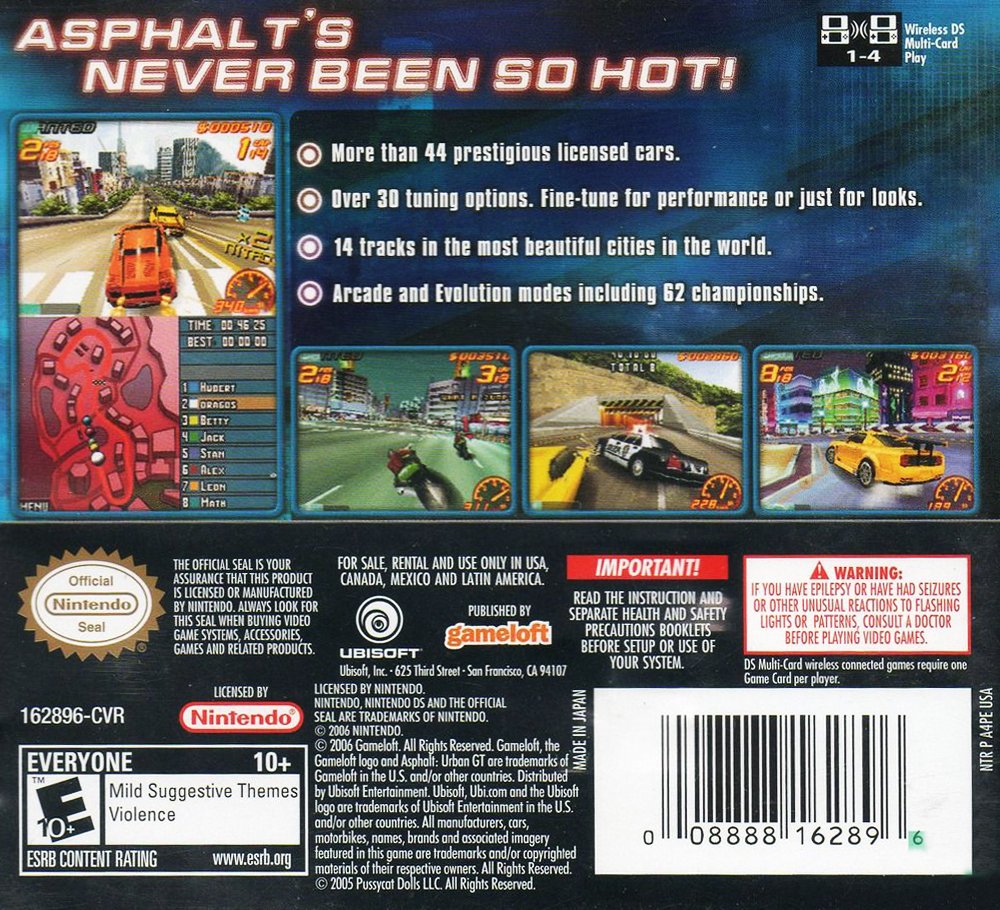 ASPHALT'S
NEVER BEEN SO HOT!
1-4
Wireless DS
Multi-Card
Play
More than 44 prestigious licensed cars.
Over 30 tuning options. Fine-tune for performance or just for looks.
14 tracks in the most beautiful cities in the world.
Arcade and Evolution modes including 62 championships.
TIME 00 46 25
BEST 00 00 00
1 HUBERT
2 DRAGOS
3 BETTY
4 JACK
5 STAN
6 ALEX
7 LEON
8 MATH
MENU
$000510
X2
NITRO
340
TOTAL 8
311
228
189
Official
Nintendo®
Seal
THE OFFICIAL SEAL IS YOUR
ASSURANCE THAT THIS PRODUCT
IS LICENSED OR MANUFACTURED
BY NINTENDO. ALWAYS LOOK FOR
THIS SEAL WHEN BUYING VIDEO
GAME SYSTEMS, ACCESSORIES,
GAMES AND RELATED PRODUCTS.
FOR SALE, RENTAL AND USE ONLY IN USA,
CANADA, MEXICO AND LATIN AMERICA.
UBISOFT
PUBLISHED BY
gameloft
Ubisoft, Inc. · 625 Third Street · San Francisco, CA 94107
IMPORTANT!
READ THE INSTRUCTION AND
SEPARATE HEALTH AND SAFETY
PRECAUTIONS BOOKLETS
BEFORE SETUP OR USE OF
YOUR SYSTEM.
WARNING:
IF YOU HAVE EPILEPSY OR HAVE HAD SEIZURES
OR OTHER UNUSUAL REACTIONS TO FLASHING
LIGHTS OR PATTERNS, CONSULT A DOCTOR
BEFORE PLAYING VIDEO GAMES.
DS Multi-Card wireless connected games require one
Game Card per player.
162896-CVR
LICENSED BY
Nintendo®
LICENSED BY NINTENDO.
NINTENDO, NINTENDO DS AND THE OFFICIAL
SEAL ARE TRADEMARKS OF NINTENDO.
© 2006 NINTENDO.
© 2006 Gameloft. All Rights Reserved. Gameloft, the
Gameloft logo and Asphalt: Urban GT are trademarks of
Gameloft in the U.S. and/or other countries. Distributed
by Ubisoft Entertainment. Ubisoft, Ubi.com and the Ubisoft
logo are trademarks of Ubisoft Entertainment in the U.S.
and/or other countries. All manufacturers, cars,
motorbikes, names, brands and associated imagery
featured in this game are trademarks and/or copyrighted
materials of their respective owners. All Rights Reserved.
© 2005 Pussycat Dolls LLC. All Rights Reserved.
EVERYONE 10+
TM
E
10+
Mild Suggestive Themes
Violence
ESRB CONTENT RATING www.esrb.org
MADE IN JAPAN
0 08888 16289 6
NTR P A4PE USA